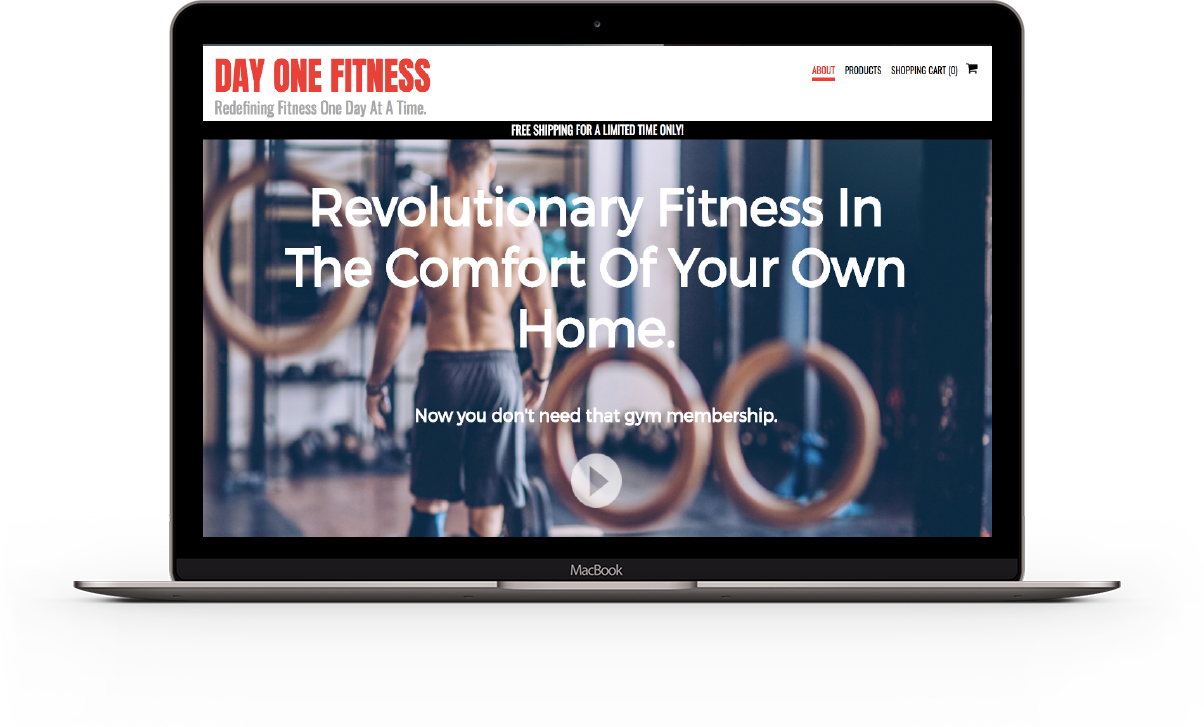 DAY ONE FITNESS
Redefining Fitness One Day At A Time.
ABOUT PRODUCTS SHOPPING CART (0)
FREE SHIPPING FOR A LIMITED TIME ONLY!
Revolutionary Fitness In
The Comfort Of Your Own
Home.
Now you don't need that gym membership.
MacBook